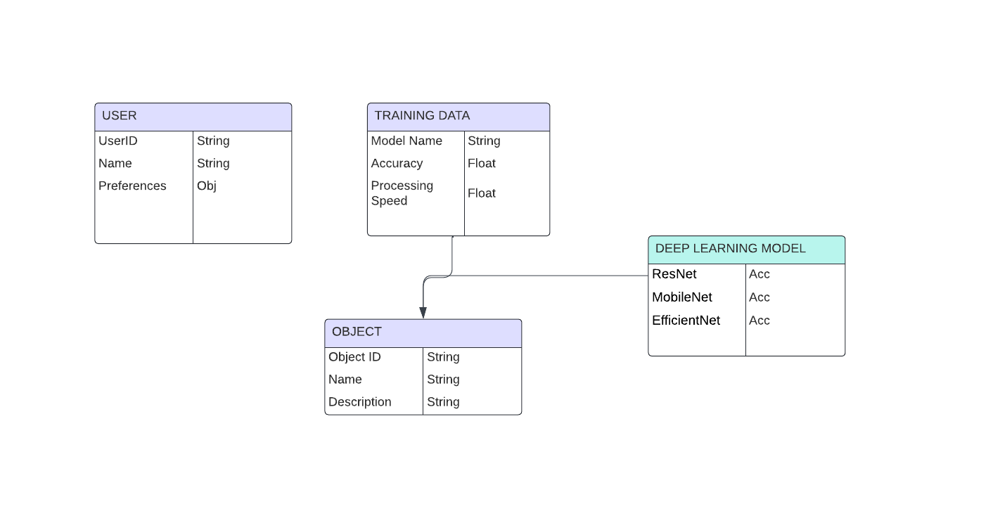 USER
UserID String
Name String
Preferences Obj
TRAINING DATA
Model Name String
Accuracy Float
Processing
Speed
Float
DEEP LEARNING MODEL
ResNet Acc
MobileNet Acc
EfficientNet Acc
OBJECT
Object ID String
Name String
Description String